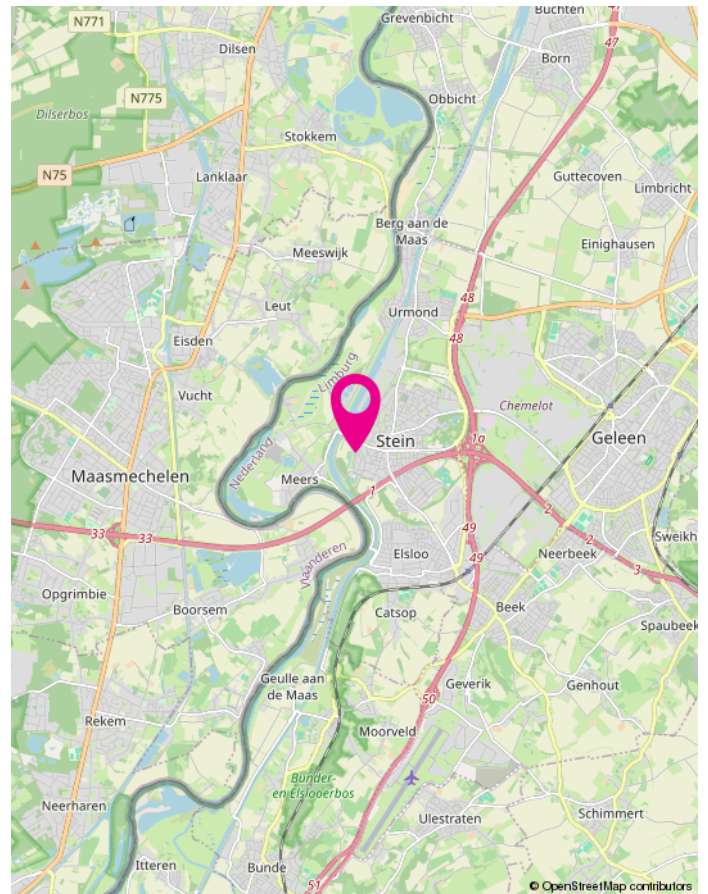 Grevenbicht
Buchten
47
N771
47
Dilsen
Born
N775
Obbicht
Dilserbos
Stokkem
N75
Lanklaar
Guttecoven
Limbricht
Berg aan de
Maas
Einighausen
Meeswijk
48
Leut
Urmond
48
Eisden
Limburg
Vucht
Chemelot
Nederland
Stein
1a
Geleen
Maasmechelen
Meers
1
2
33
33
49
2
Vlaanderen
Elsloo
49
Neerbeek
3
Sweikh
Opgrimbie
Boorsem
Catsop
Beek
Spaubeek
Geulle aan
de Maas
Geverik
Genhout
50
Rekem
Moorveld
Bunder-
en Elslooërbos
Neerharen
Ulestraten
Schimmert
Itteren
Bunde
51
© OpenStreetMap contributors